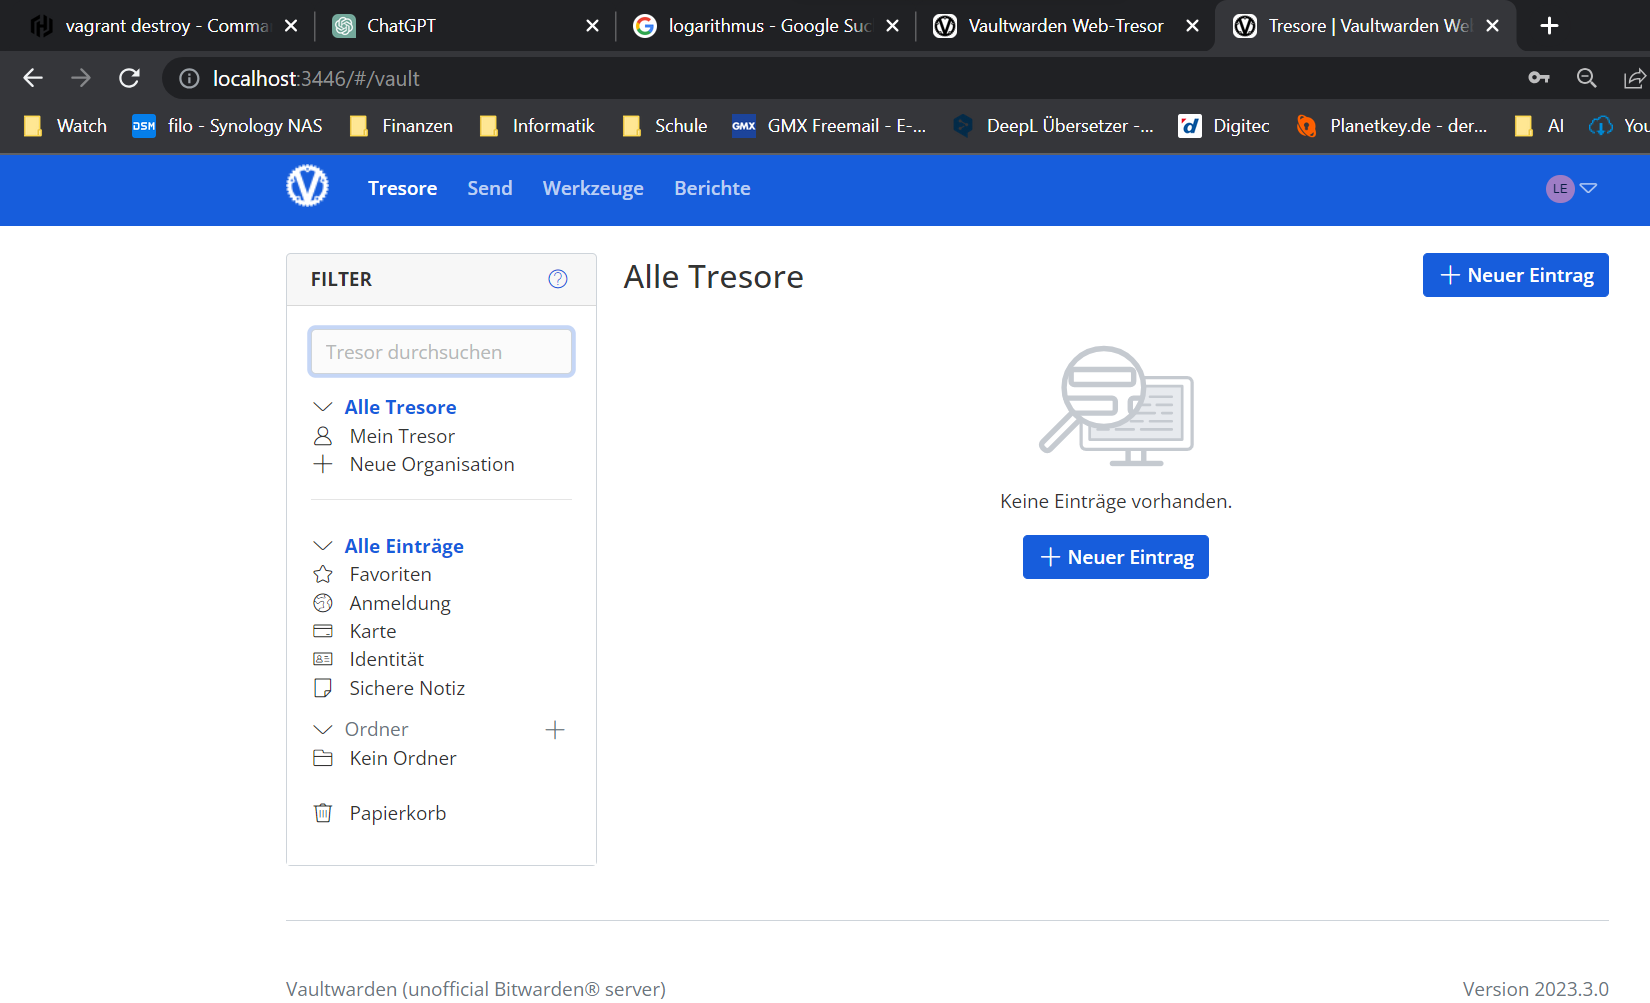 vagrant destroy - Comma
ChatGPT
logarithmus - Google Suc
Vaultwarden Web-Tresor
Tresore | Vaultwarden We
localhost:3446/#/vault
Watch
DSM
filo - Synology NAS
Finanzen
Informatik
Schule
GMX
GMX Freemail - E-...
DeepL Übersetzer -...
d
Digitec
Planetkey.de - der...
AI
You
V
Tresore
Send
Werkzeuge
Berichte
LE
FILTER
?
Alle Tresore
+ Neuer Eintrag
Tresor durchsuchen
Alle Tresore
Mein Tresor
Neue Organisation
Keine Einträge vorhanden.
+ Neuer Eintrag
Alle Einträge
Favoriten
Anmeldung
Karte
Identität
Sichere Notiz
Ordner
Kein Ordner
Papierkorb
Vaultwarden (unofficial Bitwarden® server)
Version 2023.3.0